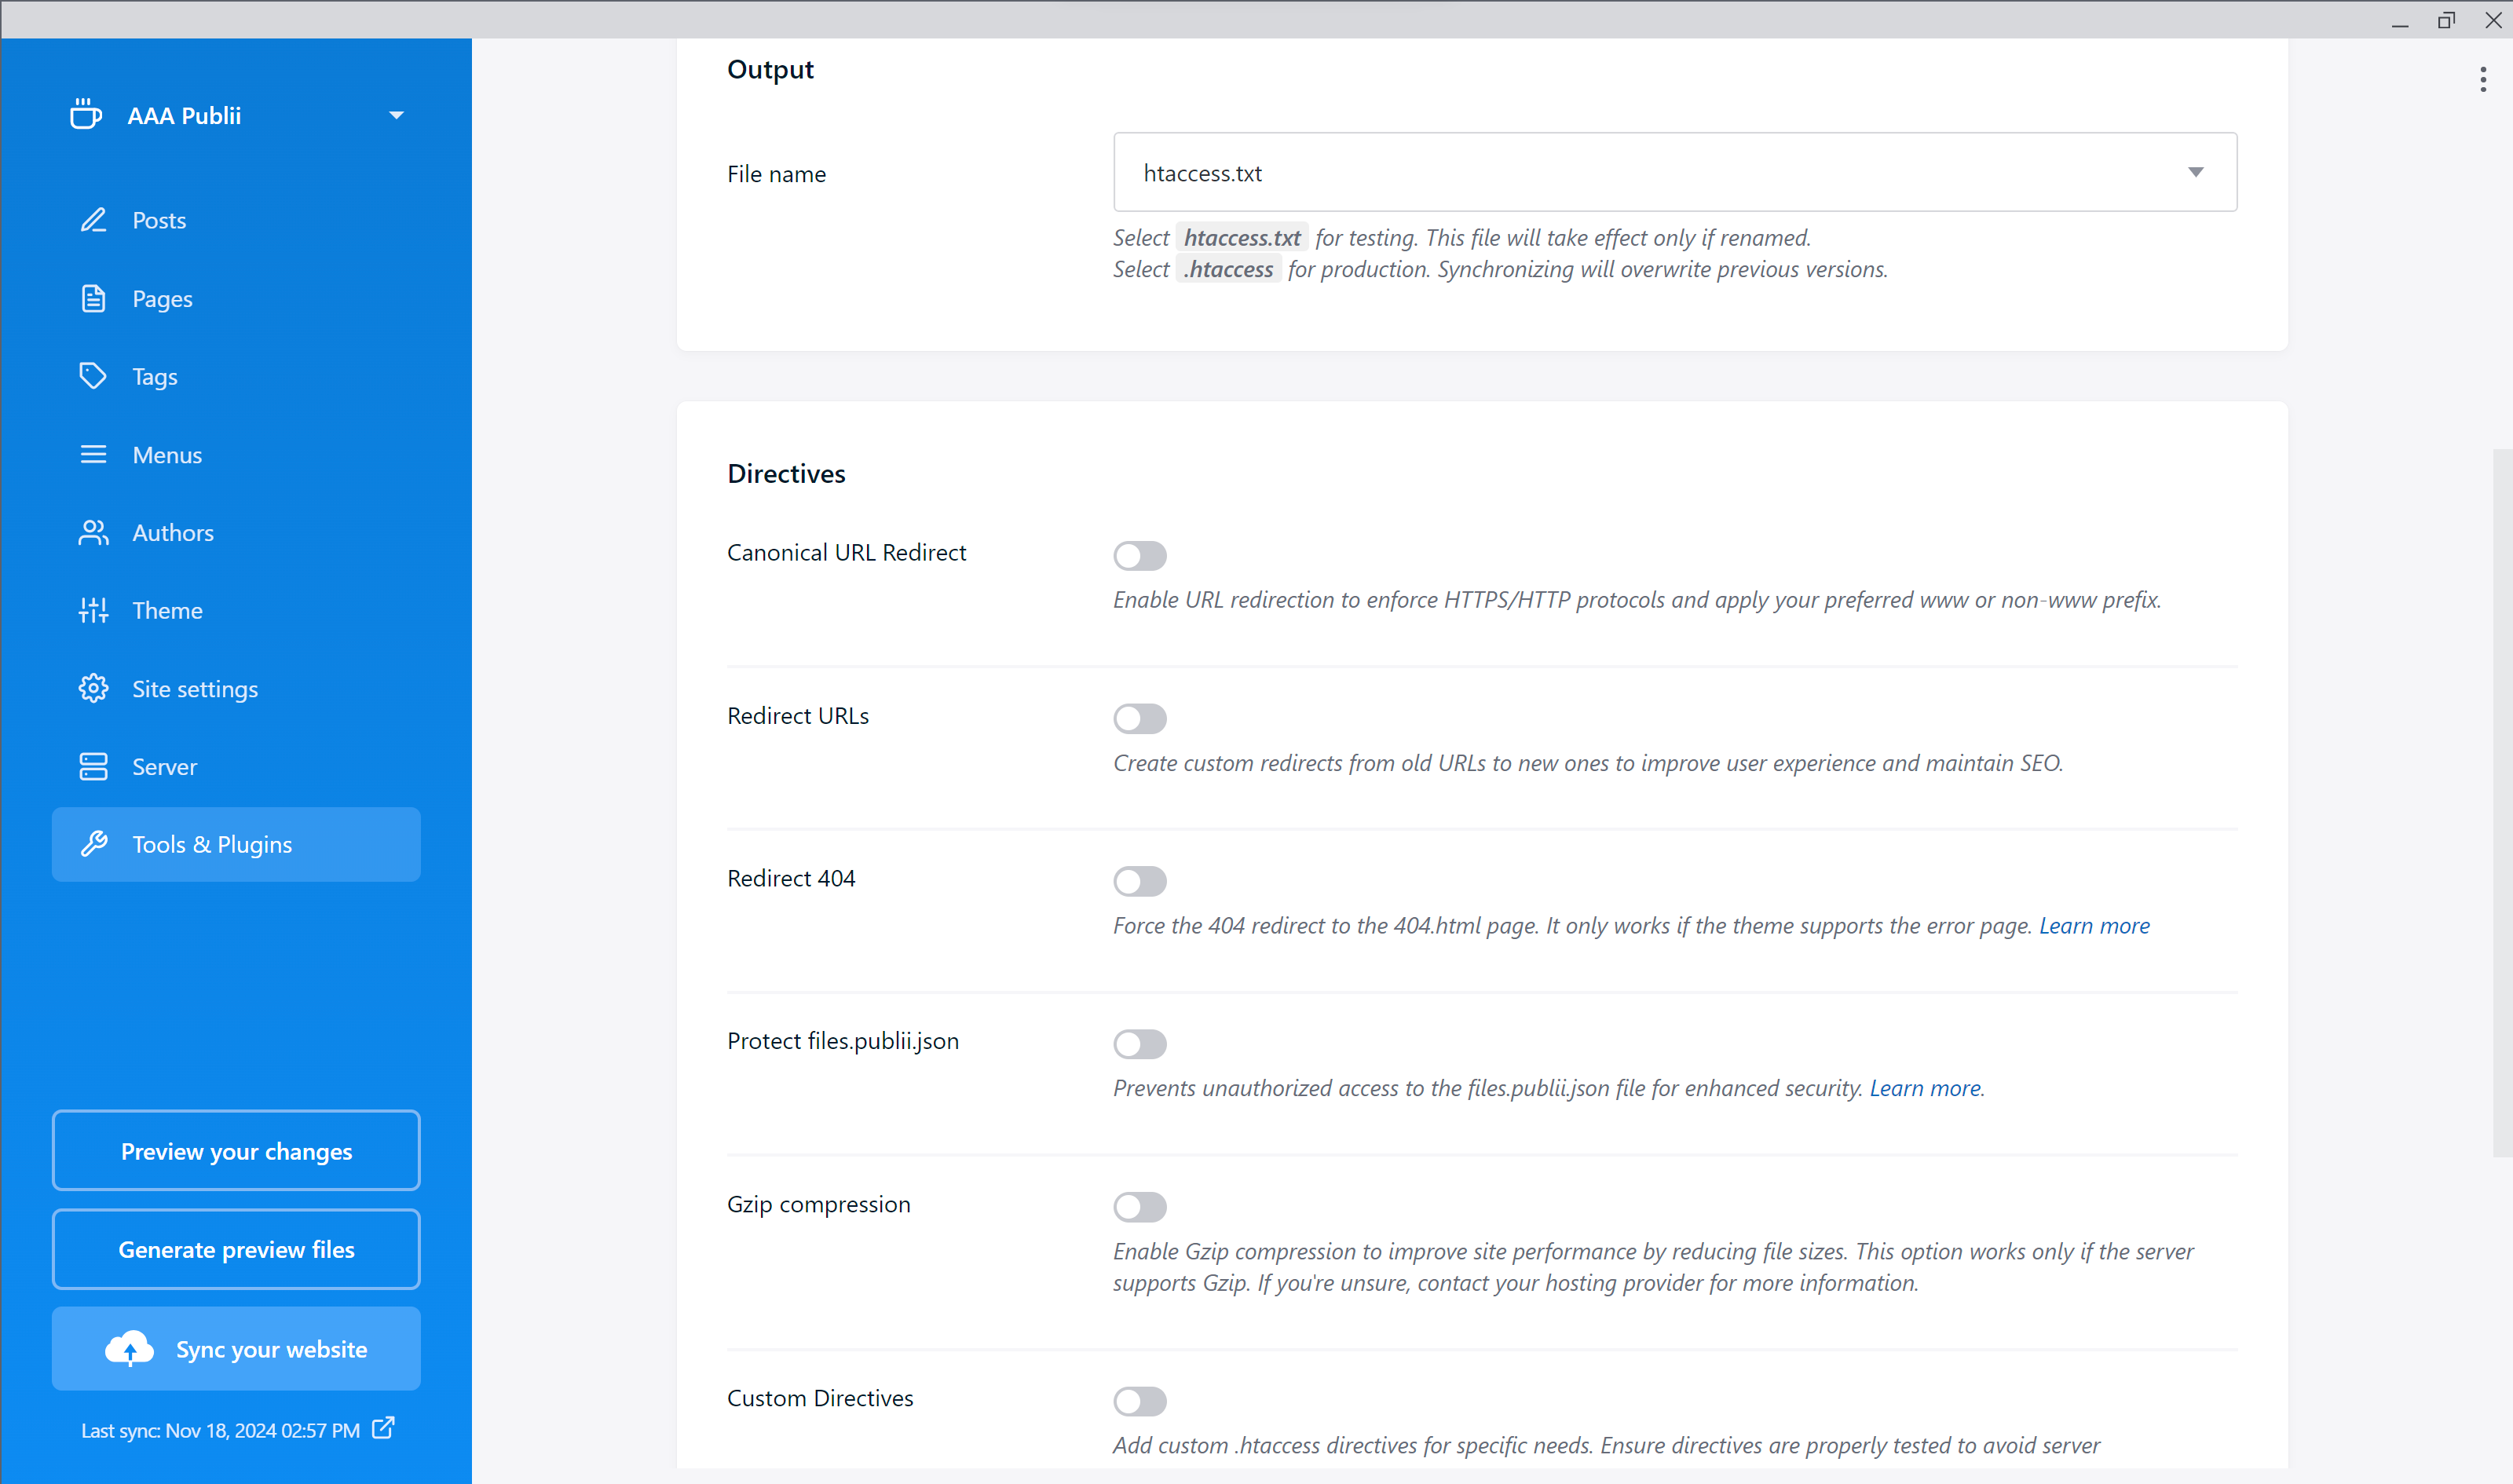 AAA Publii
Posts
Pages
Tags
Menus
Authors
Theme
Site settings
Server
Tools & Plugins
Preview your changes
Generate preview files
Sync your website
Last sync: Nov 18, 2024 02:57 PM
Output
File name
htaccess.txt
Select htaccess.txt for testing. This file will take effect only if renamed.
Select .htaccess for production. Synchronizing will overwrite previous versions.
Directives
Canonical URL Redirect
Enable URL redirection to enforce HTTPS/HTTP protocols and apply your preferred www or non-www prefix.
Redirect URLs
Create custom redirects from old URLs to new ones to improve user experience and maintain SEO.
Redirect 404
Force the 404 redirect to the 404.html page. It only works if the theme supports the error page. Learn more
Protect files.publii.json
Prevents unauthorized access to the files.publii.json file for enhanced security. Learn more.
Gzip compression
Enable Gzip compression to improve site performance by reducing file sizes. This option works only if the server
supports Gzip. If you're unsure, contact your hosting provider for more information.
Custom Directives
Add custom .htaccess directives for specific needs. Ensure directives are properly tested to avoid server